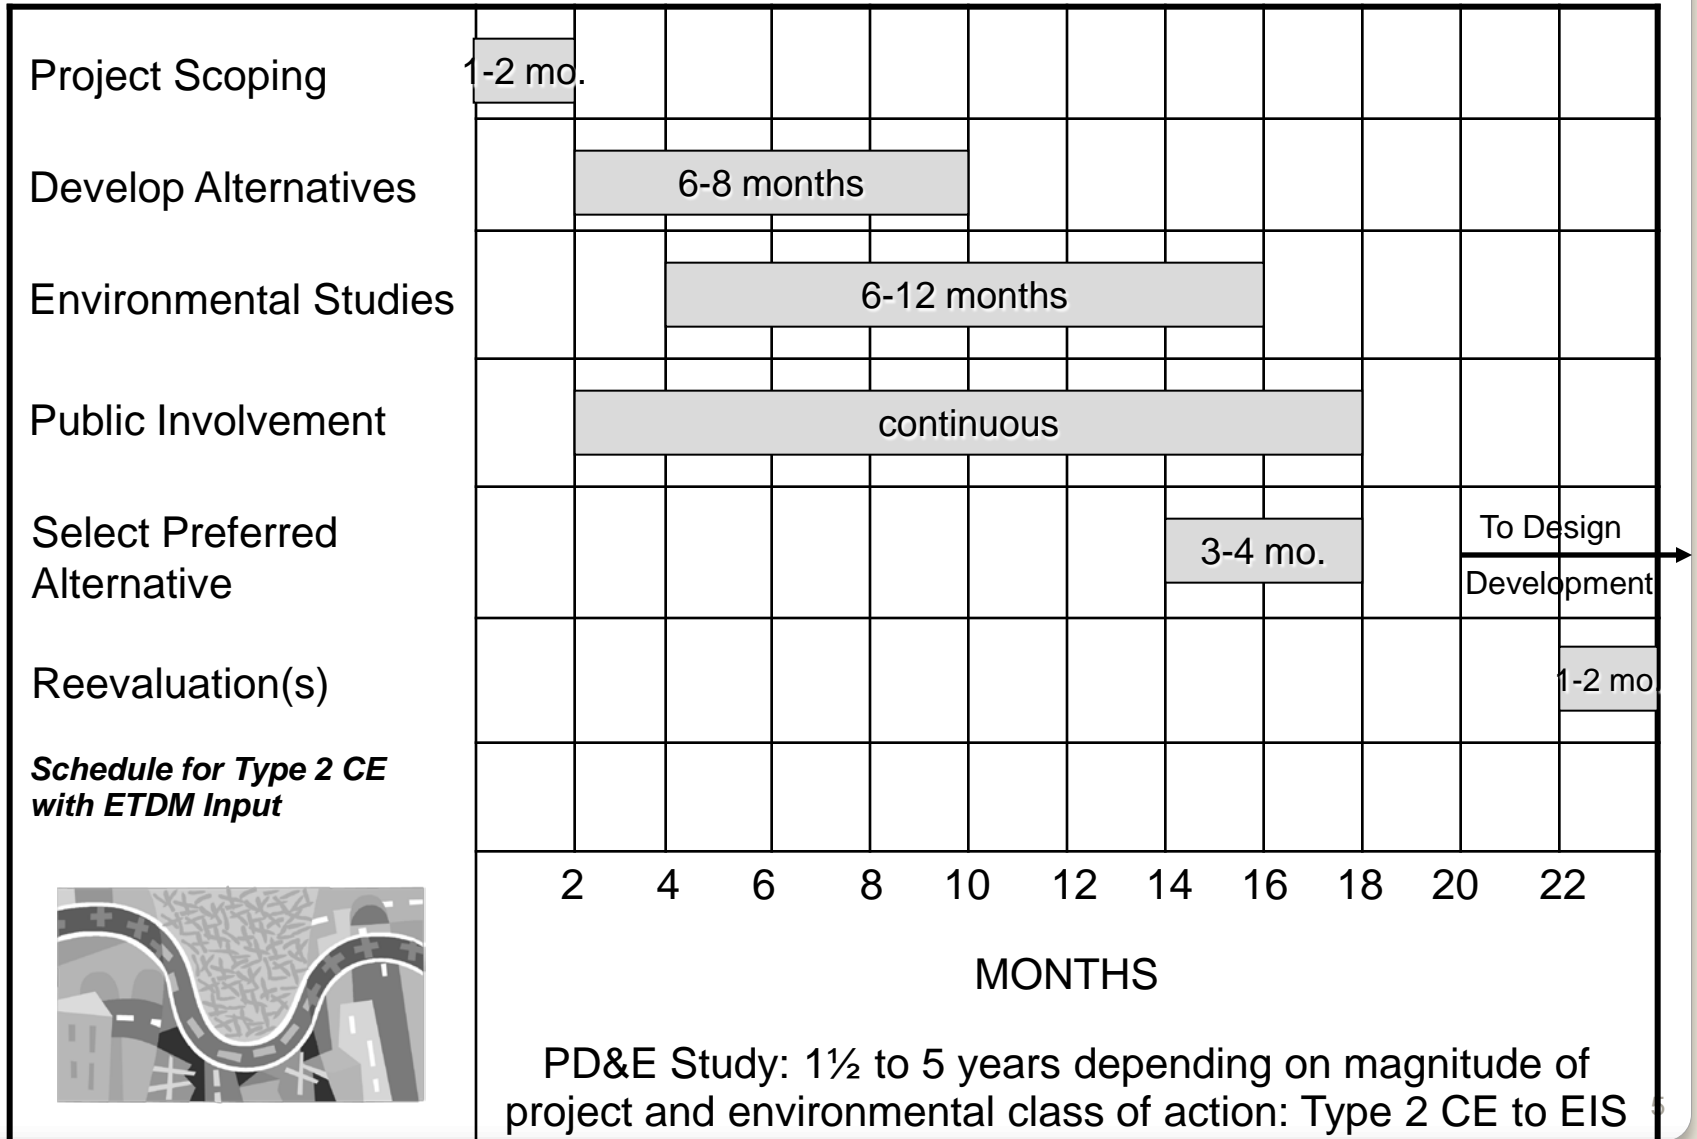 Project Scoping
1-2 mo.
Develop Alternatives
6-8 months
Environmental Studies
6-12 months
Public Involvement
continuous
Select Preferred
Alternative
3-4 mo.
To Design
Development
Reevaluation(s)
1-2 mo.
Schedule for Type 2 CE
with ETDM Input
2 4 6 8 10 12 14 16 18 20 22
MONTHS
PD&E Study: 1½ to 5 years depending on magnitude of
project and environmental class of action: Type 2 CE to EIS
5